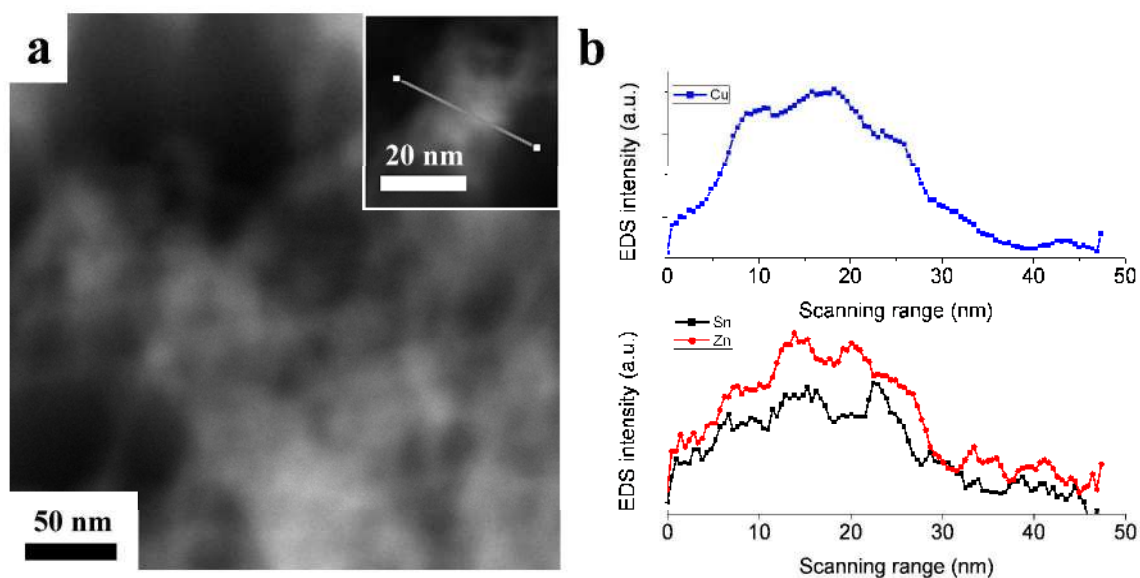 a
20 nm
50 nm
b
Cu
EDS intensity (a.u.)
0 10 20 30 40 50
Scanning range (nm)
Sn
Zn
EDS intensity (a.u.)
0 10 20 30 40 50
Scanning range (nm)